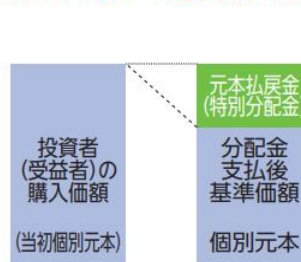 元本払戻金
(特別分配金)
投資者
(受益者)の
購入価額
(当初個別元本)
分配金
支払後
基準価額
個別元本